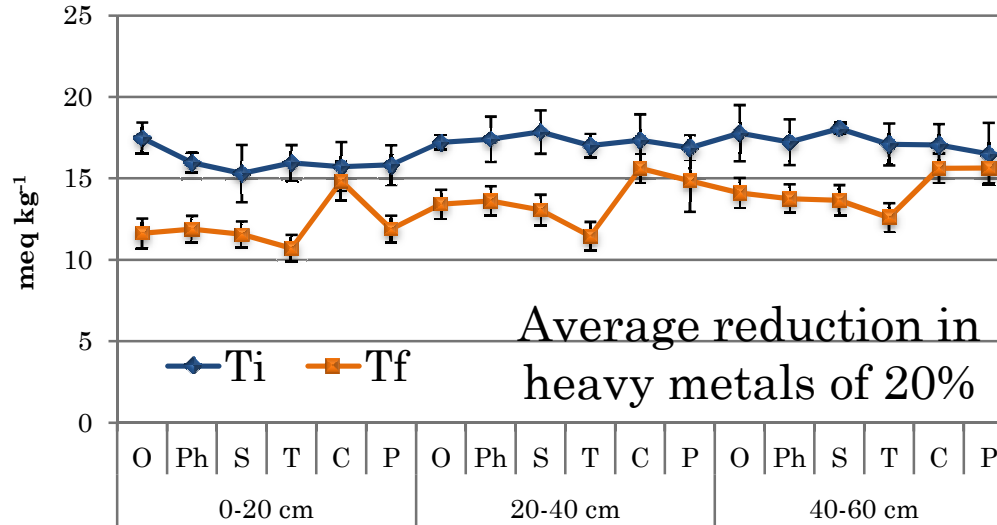 25
20
15
10
5
0
meq kg⁻¹
Average reduction in
heavy metals of 20%
Ti Tf
O Ph S T C P O Ph S T C P O Ph S T C P
0-20 cm 20-40 cm 40-60 cm